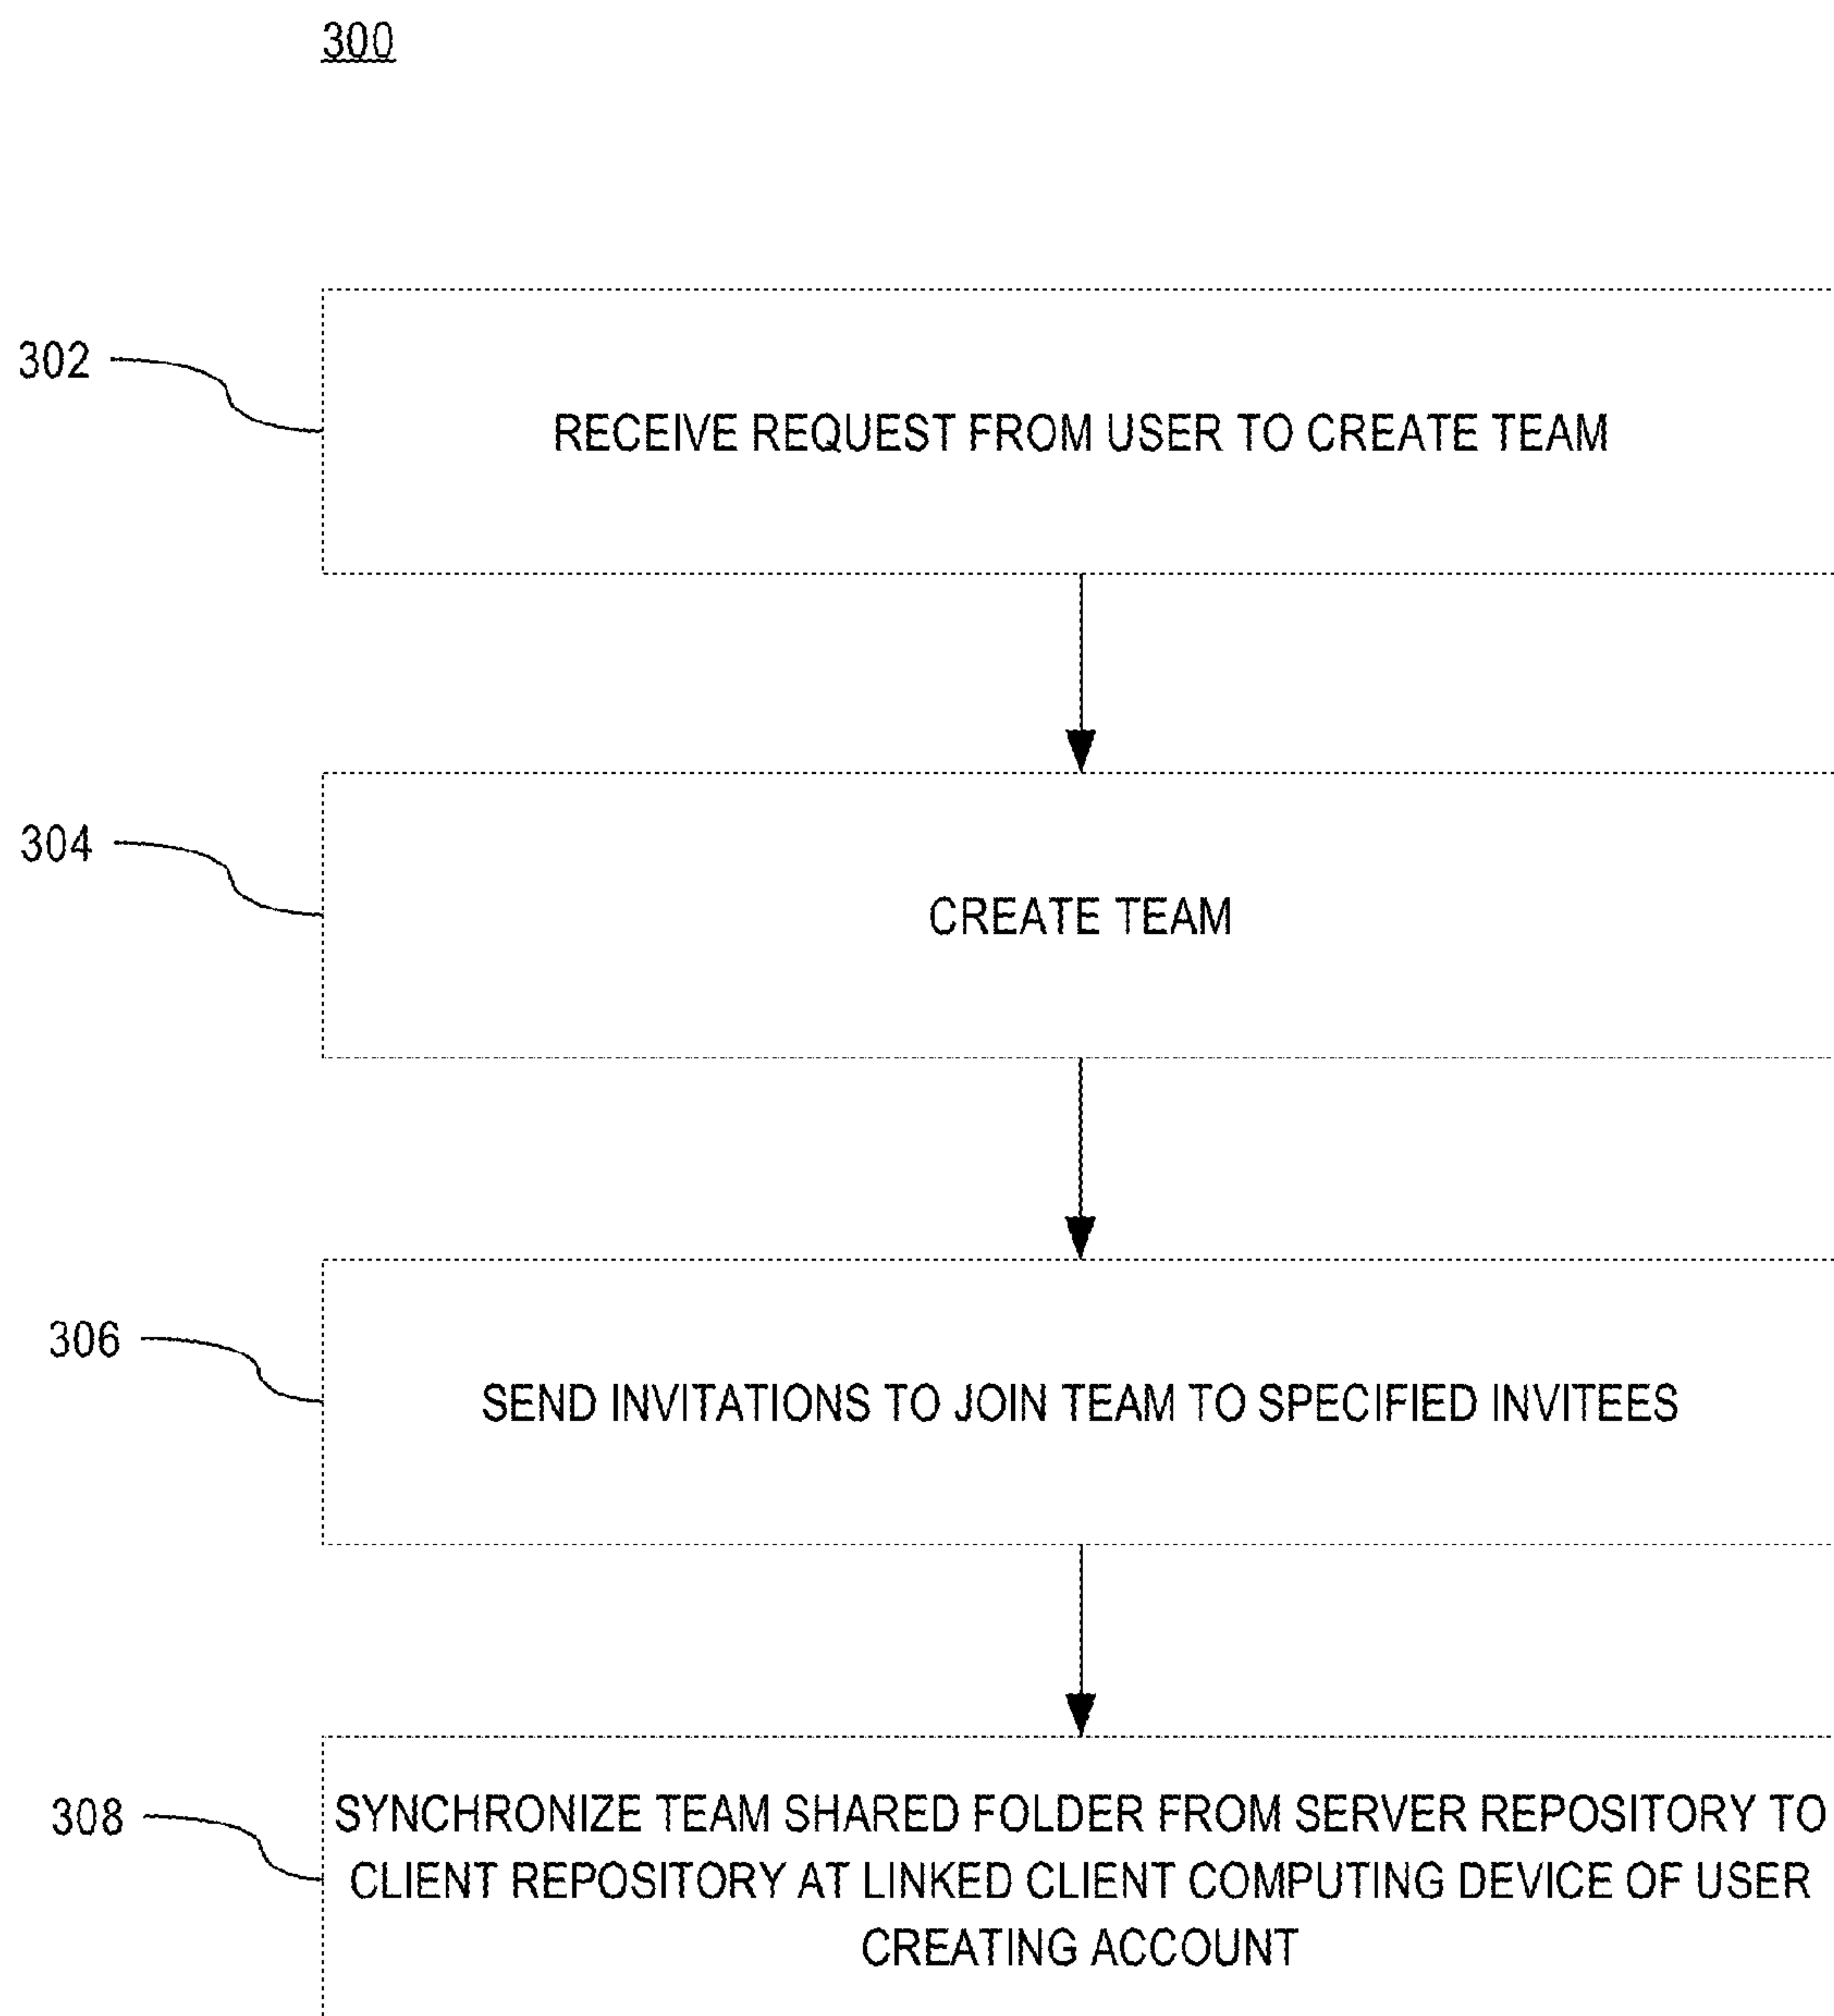 300
302
RECEIVE REQUEST FROM USER TO CREATE TEAM
304
CREATE TEAM
306
SEND INVITATIONS TO JOIN TEAM TO SPECIFIED INVITEES
308
SYNCHRONIZE TEAM SHARED FOLDER FROM SERVER REPOSITORY TO
CLIENT REPOSITORY AT LINKED CLIENT COMPUTING DEVICE OF USER
CREATING ACCOUNT